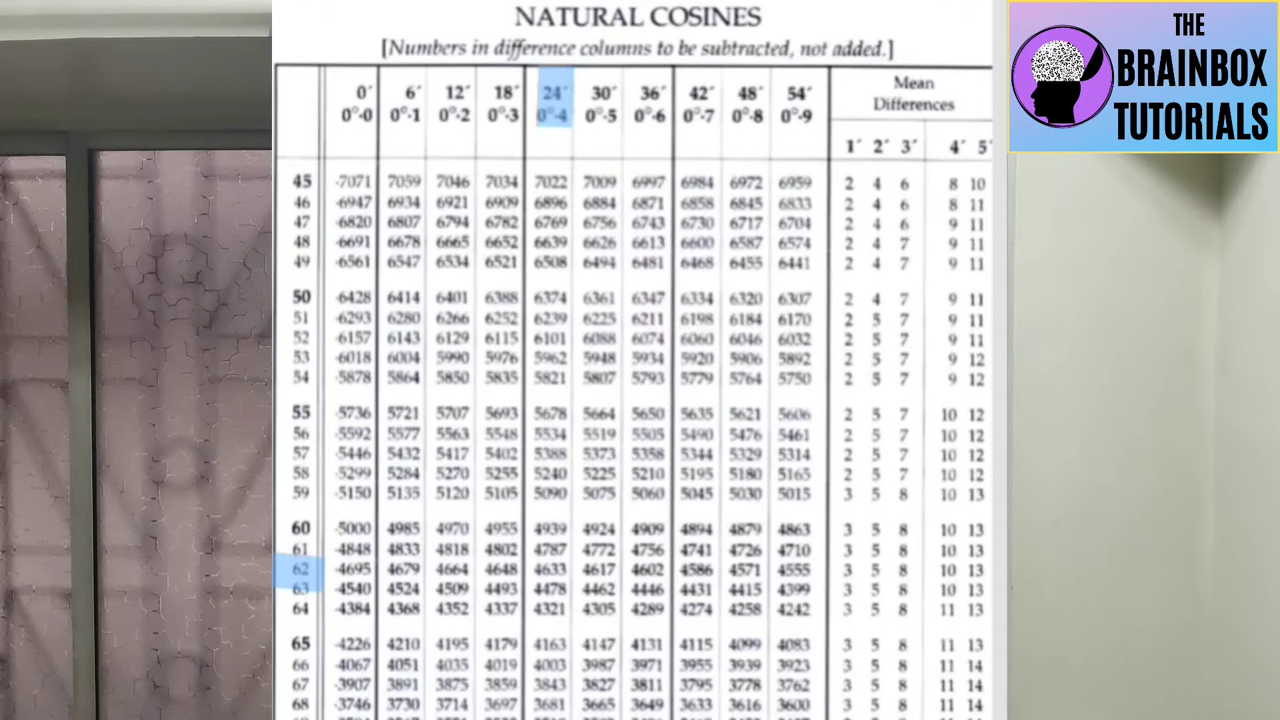 NATURAL COSINES
[Numbers in difference columns to be subtracted, not added.]
0′ 6′ 12′ 18′ 24′ 30′ 36′ 42′ 48′ 54′ Mean
0°·0 0°·1 0°·2 0°·3 0°·4 0°·5 0°·6 0°·7 0°·8 0°·9 Differences
1′ 2′ 3′ 4′ 5′
45 ·7071 7059 7046 7034 7022 7009 6997 6984 6972 6959 2 4 6 8 10
46 ·6947 6934 6921 6909 6896 6884 6871 6858 6845 6833 2 4 6 8 11
47 ·6820 6807 6794 6782 6769 6756 6743 6730 6717 6704 2 4 6 9 11
48 ·6691 6678 6665 6652 6639 6626 6613 6600 6587 6574 2 4 7 9 11
49 ·6561 6547 6534 6521 6508 6494 6481 6468 6455 6441 2 4 7 9 11
50 ·6428 6414 6401 6388 6374 6361 6347 6334 6320 6307 2 4 7 9 11
51 ·6293 6280 6266 6252 6239 6225 6211 6198 6184 6170 2 5 7 9 11
52 ·6157 6143 6129 6115 6101 6088 6074 6060 6046 6032 2 5 7 9 11
53 ·6018 6004 5990 5976 5962 5948 5934 5920 5906 5892 2 5 7 9 12
54 ·5878 5864 5850 5835 5821 5807 5793 5779 5764 5750 2 5 7 9 12
55 ·5736 5721 5707 5693 5678 5664 5650 5635 5621 5606 2 5 7 10 12
56 ·5592 5577 5563 5548 5534 5519 5505 5490 5476 5461 2 5 7 10 12
57 ·5446 5432 5417 5402 5388 5373 5358 5344 5329 5314 2 5 7 10 12
58 ·5299 5284 5270 5255 5240 5225 5210 5195 5180 5165 2 5 7 10 12
59 ·5150 5135 5120 5105 5090 5075 5060 5045 5030 5015 3 5 8 10 13
60 ·5000 4985 4970 4955 4939 4924 4909 4894 4879 4863 3 5 8 10 13
61 ·4848 4833 4818 4802 4787 4772 4756 4741 4726 4710 3 5 8 10 13
62 ·4695 4679 4664 4648 4633 4617 4602 4586 4571 4555 3 5 8 10 13
63 ·4540 4524 4509 4493 4478 4462 4446 4431 4415 4399 3 5 8 10 13
64 ·4384 4368 4352 4337 4321 4305 4289 4274 4258 4242 3 5 8 11 13
65 ·4226 4210 4195 4179 4163 4147 4131 4115 4099 4083 3 5 8 11 13
66 ·4067 4051 4035 4019 4003 3987 3971 3955 3939 3923 3 5 8 11 14
67 ·3907 3891 3875 3859 3843 3827 3811 3795 3778 3762 3 5 8 11 14
68 ·3746 3730 3714 3697 3681 3665 3649 3633 3616 3600 3 5 8 11 14
THE
BRAINBOX
TUTORIALS